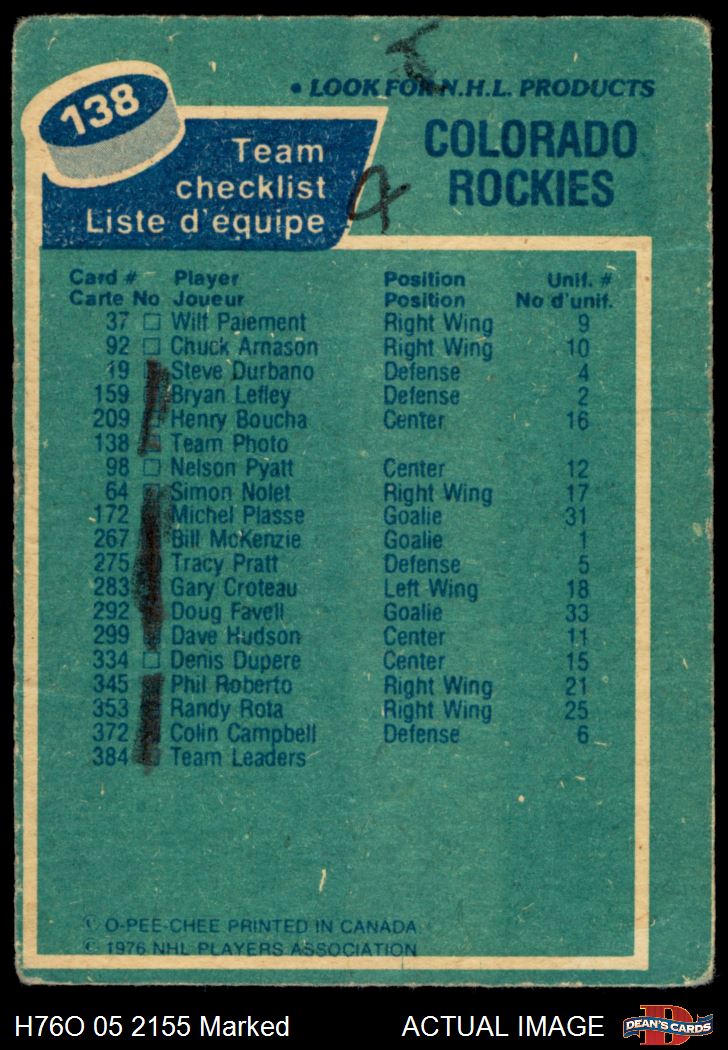 • LOOK FOR N.H.L. PRODUCTS
138
COLORADO ROCKIES
Team checklist
Liste d'équipe
4
Card # Player Position Unif. #
Carte No Joueur Position No d'unif.
37 Wilf Paiement Right Wing 9
92 Chuck Arnason Right Wing 10
19 Steve Durbano Defense 4
159 Bryan Lefley Defense 2
209 Henry Boucha Center 16
138 Team Photo
98 Nelson Pyatt Center 12
64 Simon Nolet Right Wing 17
172 Michel Plasse Goalie 31
267 Bill McKenzie Goalie 1
275 Tracy Pratt Defense 5
283 Gary Croteau Left Wing 18
292 Doug Favell Goalie 33
299 Dave Hudson Center 11
334 Denis Dupere Center 15
345 Phil Roberto Right Wing 21
353 Randy Rota Right Wing 25
372 Colin Campbell Defense 6
384 Team Leaders
© O-PEE-CHEE PRINTED IN CANADA
© 1976 NHL PLAYERS ASSOCIATION
H76O 05 2155 Marked ACTUAL IMAGE
DEAN'S CARDS